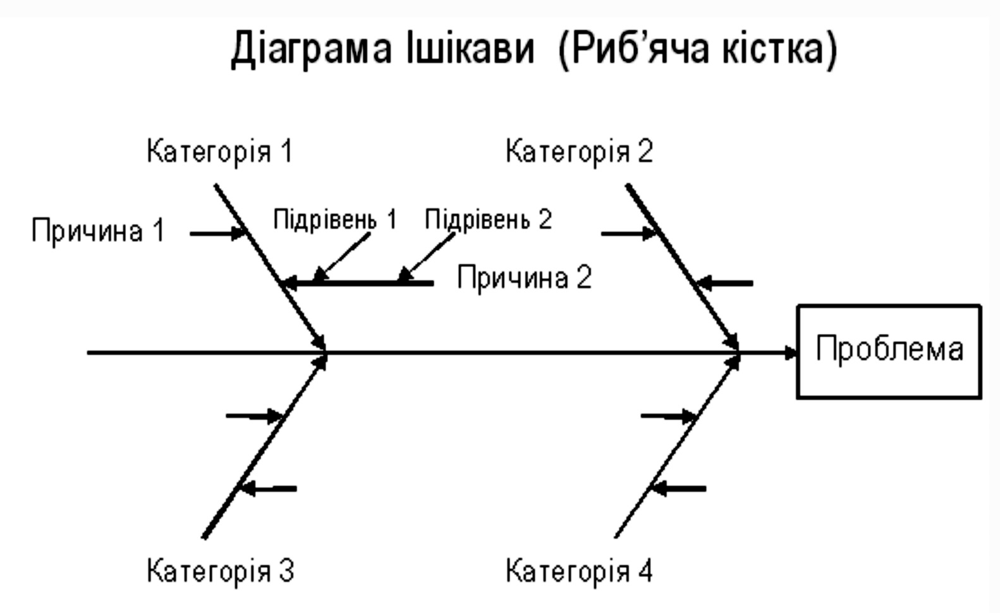 Діаграма Ішікави (Риб’яча кістка)
Категорія 1
Категорія 2
Причина 1
Підрівень 1
Підрівень 2
Причина 2
Проблема
Категорія 3
Категорія 4